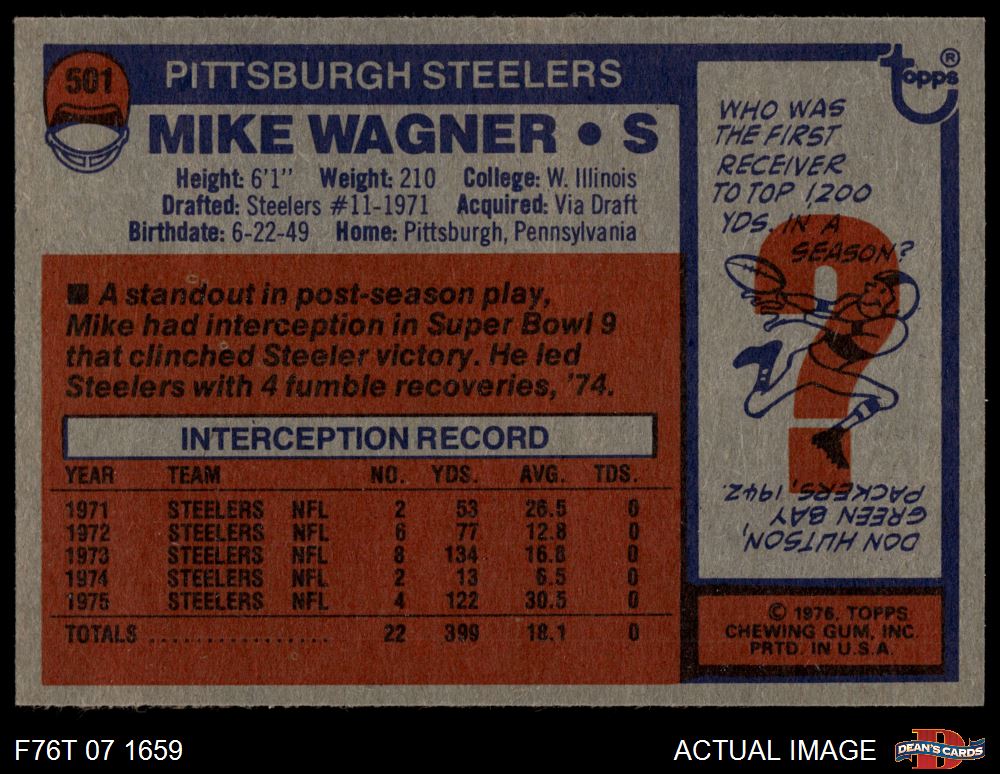 501
PITTSBURGH STEELERS
topps®
MIKE WAGNER • S
Height: 6'1" Weight: 210 College: W. Illinois
Drafted: Steelers #11-1971 Acquired: Via Draft
Birthdate: 6-22-49 Home: Pittsburgh, Pennsylvania
■ A standout in post-season play,
Mike had interception in Super Bowl 9
that clinched Steeler victory. He led
Steelers with 4 fumble recoveries, '74.
INTERCEPTION RECORD
YEAR TEAM NO. YDS. AVG. TDS.
1971 STEELERS NFL 2 53 26.5 0
1972 STEELERS NFL 6 77 12.8 0
1973 STEELERS NFL 8 134 16.8 0
1974 STEELERS NFL 2 13 6.5 0
1975 STEELERS NFL 4 122 30.5 0
TOTALS ................. 22 399 18.1 0
WHO WAS
THE FIRST
RECEIVER
TO TOP 1,200
YDS. IN A
SEASON?
?
DON HUTSON,
GREEN BAY
PACKERS, 1942.
© 1976. TOPPS
CHEWING GUM, INC.
PRTD. IN U.S.A.
F76T 07 1659
ACTUAL IMAGE
D
DEAN'S CARDS